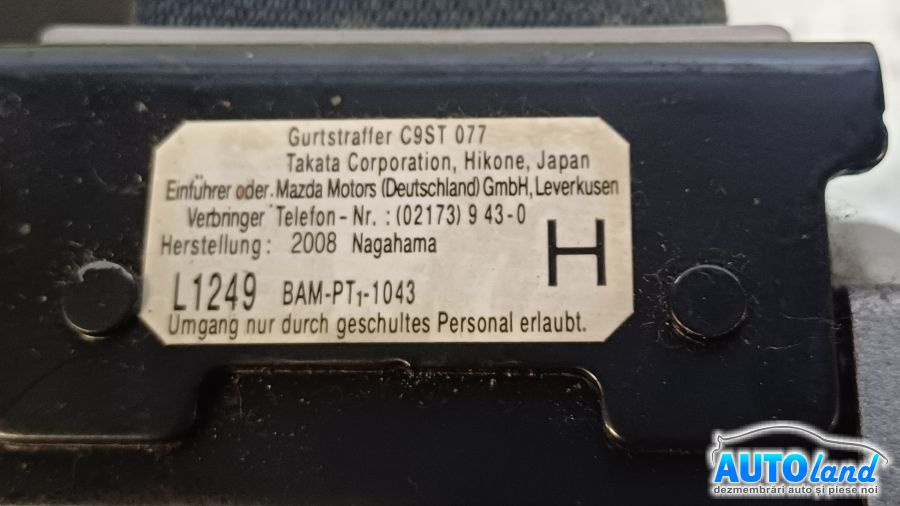 Gurtstraffer C9ST 077
Takata Corporation, Hikone, Japan
Einführer oder Mazda Motors (Deutschland) GmbH, Leverkusen
Verbringer Telefon-Nr. : (02173) 9 43-0
Herstellung: 2008 Nagahama
H
L1249 BAM-PT1-1043
Umgang nur durch geschultes Personal erlaubt.
AUTOland
dezmembrări auto și piese noi